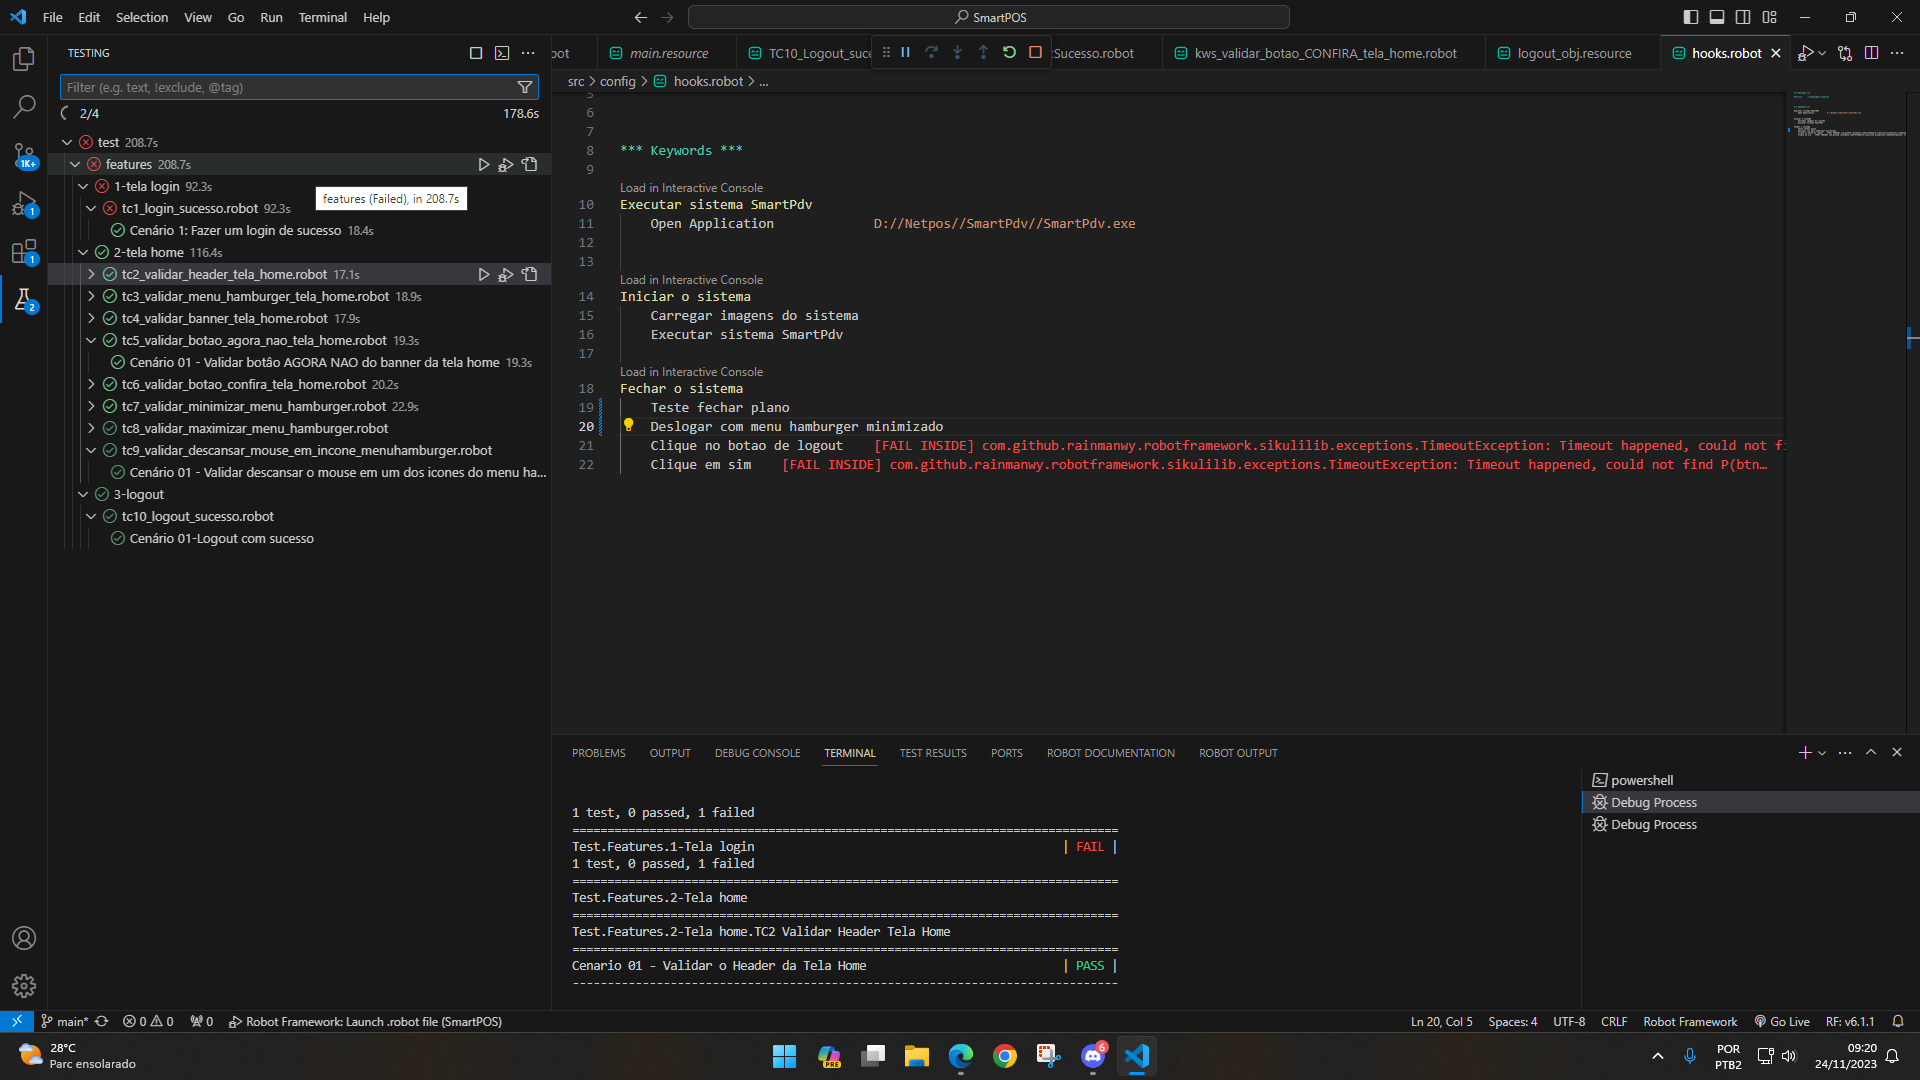 File Edit Selection View Go Run Terminal Help
SmartPOS
TESTING
Filter (e.g. text, !exclude, @tag)
2/4 178.6s
test 208.7s
features 208.7s
1-tela login 92.3s
features (Failed), in 208.7s
tc1_login_sucesso.robot 92.3s
Cenário 1: Fazer um login de sucesso 18.4s
2-tela home 116.4s
tc2_validar_header_tela_home.robot 17.1s
tc3_validar_menu_hamburger_tela_home.robot 18.9s
tc4_validar_banner_tela_home.robot 17.9s
tc5_validar_botao_agora_nao_tela_home.robot 19.3s
Cenário 01 - Validar botâo AGORA NAO do banner da tela home 19.3s
tc6_validar_botao_confira_tela_home.robot 20.2s
tc7_validar_minimizar_menu_hamburger.robot 22.9s
tc8_validar_maximizar_menu_hamburger.robot
tc9_validar_descansar_mouse_em_incone_menuhamburger.robot
Cenário 01 - Validar descansar o mouse em um dos icones do menu ha...
3-logout
tc10_logout_sucesso.robot
Cenário 01-Logout com sucesso
1K+
1
1
2
bot main.resource TC10_Logout_suce :Sucesso.robot kws_validar_botao_CONFIRA_tela_home.robot logout_obj.resource hooks.robot
src > config > hooks.robot > ...
5
6
7
8 *** Keywords ***
9
Load in Interactive Console
10 Executar sistema SmartPdv
11 Open Application D://Netpos//SmartPdv//SmartPdv.exe
12
13
Load in Interactive Console
14 Iniciar o sistema
15 Carregar imagens do sistema
16 Executar sistema SmartPdv
17
Load in Interactive Console
18 Fechar o sistema
19 Teste fechar plano
20 Deslogar com menu hamburger minimizado
21 Clique no botao de logout [FAIL INSIDE] com.github.rainmanwy.robotframework.sikulilib.exceptions.TimeoutException: Timeout happened, could not fi
22 Clique em sim [FAIL INSIDE] com.github.rainmanwy.robotframework.sikulilib.exceptions.TimeoutException: Timeout happened, could not find P(btn…
PROBLEMS OUTPUT DEBUG CONSOLE TERMINAL TEST RESULTS PORTS ROBOT DOCUMENTATION ROBOT OUTPUT
1 test, 0 passed, 1 failed
==============================================================================
Test.Features.1-Tela login | FAIL |
1 test, 0 passed, 1 failed
==============================================================================
Test.Features.2-Tela home
==============================================================================
Test.Features.2-Tela home.TC2 Validar Header Tela Home
==============================================================================
Cenario 01 - Validar o Header da Tela Home | PASS |
------------------------------------------------------------------------------
powershell
Debug Process
Debug Process
main* 0 0 0 Robot Framework: Launch .robot file (SmartPOS) Ln 20, Col 5 Spaces: 4 UTF-8 CRLF Robot Framework Go Live RF: v6.1.1
28°C
Parc ensolarado
PRE
6
POR
PTB2
09:20
24/11/2023